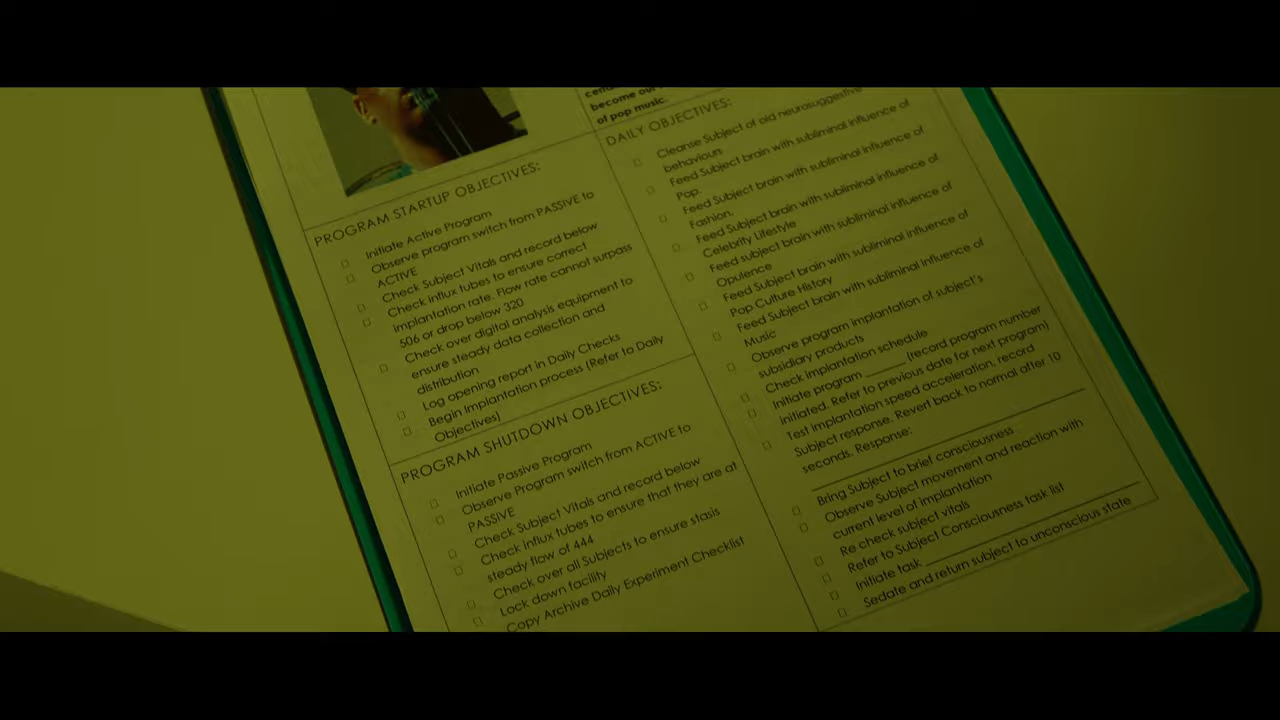 become ou
of pop music.
PROGRAM STARTUP OBJECTIVES:
Initiate Active Program
Observe program switch from PASSIVE to
ACTIVE
Check Subject Vitals and record below
Check influx tubes to ensure correct
implantation rate. Flow rate cannot surpass
506 or drop below 320
Check over digital analysis equipment to
ensure steady data collection and
distribution
Log opening report in Daily Checks
Begin Implantation process (Refer to Daily
Objectives)
PROGRAM SHUTDOWN OBJECTIVES:
Initiate Passive Program
Observe Program switch from ACTIVE to
PASSIVE
Check Subject Vitals and record below
Check influx tubes to ensure that they are at
steady flow of 444
Check over all Subjects to ensure stasis
Lock down facility
Copy Archive Daily Experiment Checklist
DAILY OBJECTIVES:
Cleanse Subject of old neurosuggestive
behaviours
Feed Subject brain with subliminal influence of
Pop.
Feed Subject brain with subliminal influence of
Fashion.
Feed Subject brain with subliminal influence of
Celebrity Lifestyle
Feed subject brain with subliminal influence of
Opulence
Feed Subject brain with subliminal influence of
Pop Culture History
Feed Subject brain with subliminal influence of
Music
Observe program implantation of subject's
subsidiary products
Check implantation schedule
Initiate program ______ (record program number
initiated. Refer to previous date for next program)
Test implantation speed acceleration, record
Subject response. Revert back to normal after 10
seconds. Response:
Bring Subject to brief consciousness
Observe Subject movement and reaction with
current level of implantation
Re check subject vitals
Refer to Subject Consciousness task list
Initiate task
Sedate and return subject to unconscious state